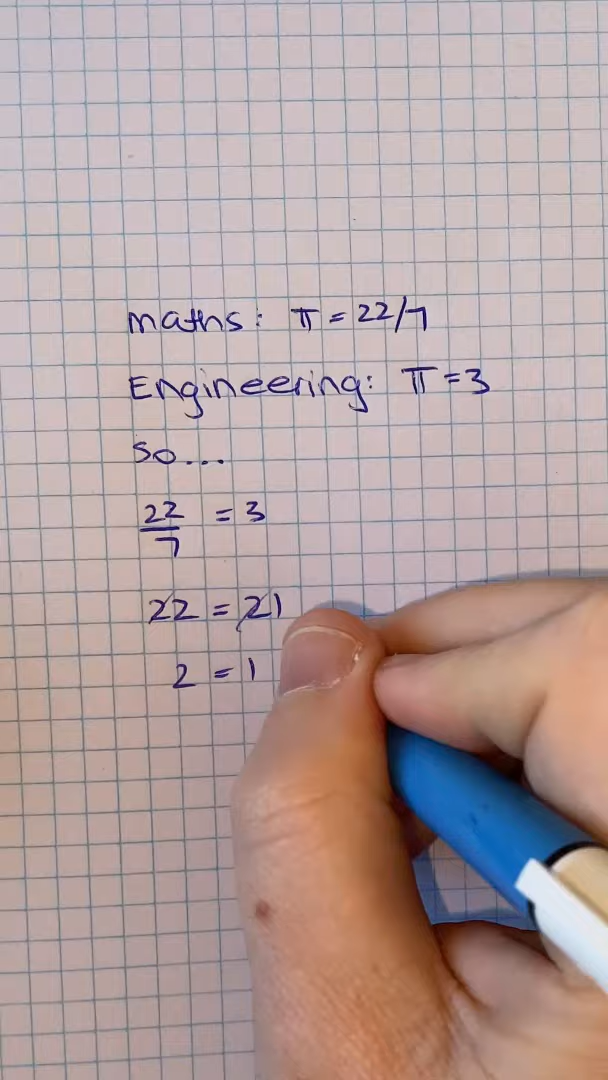 maths: π = 22/7
Engineering: π = 3
so...
22/7 = 3
22 = 21
2 = 1